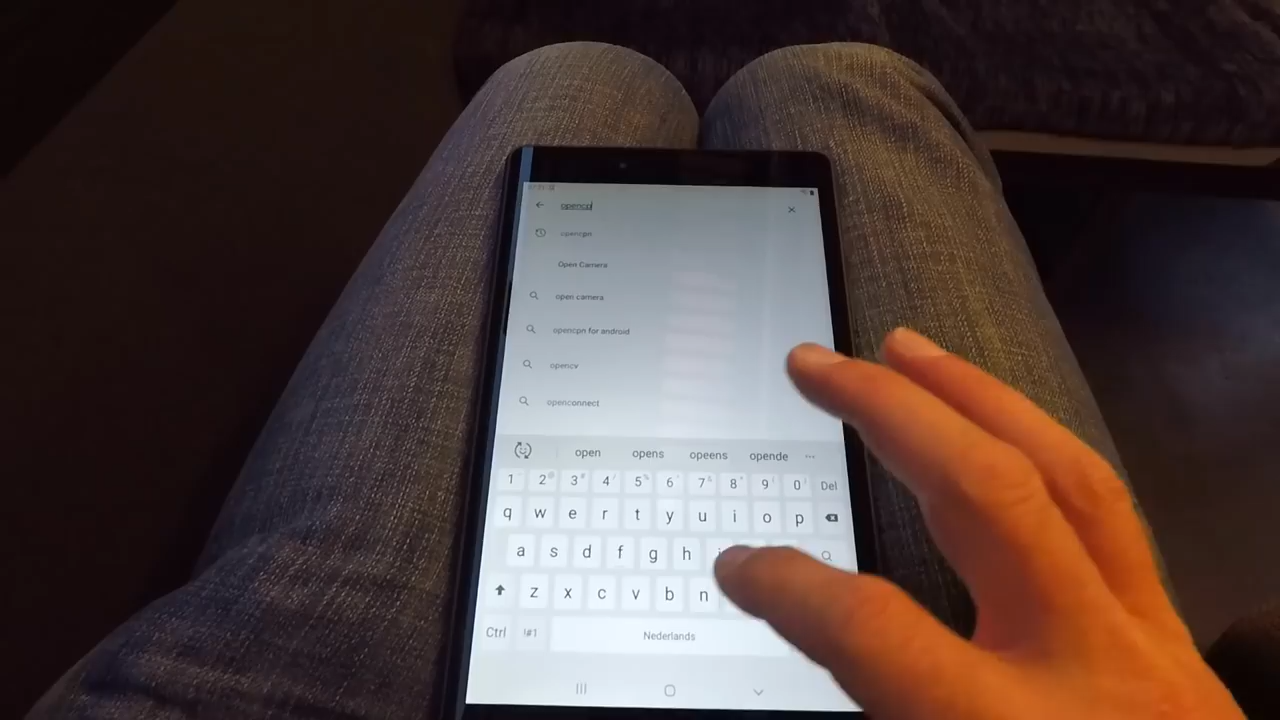 opencp
opencpn
Open Camera
open camera
opencpn for android
opencv
openconnect
open opens opeens opende ...
1 2 3 4 5 6 7 8 9 0 Del
q w e r t y u i o p
a s d f g h
z x c v b n
Ctrl !#1 Nederlands